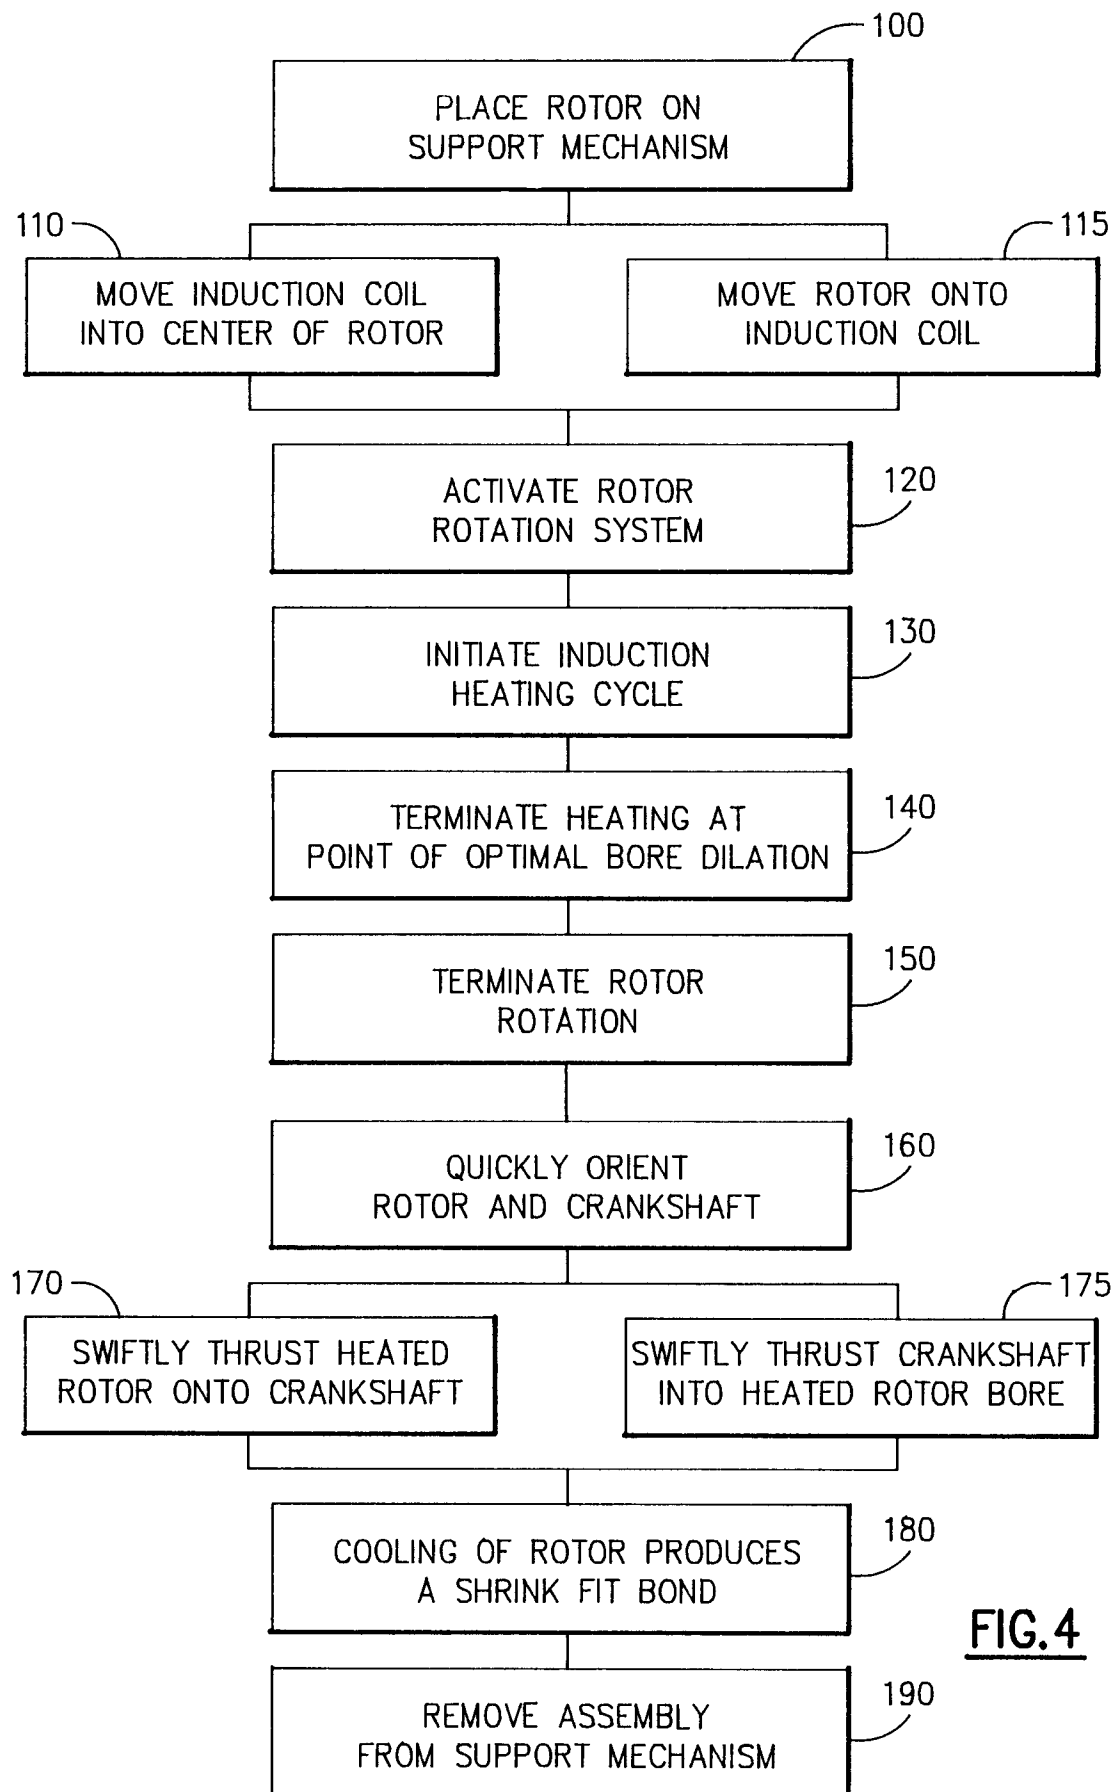 100
PLACE ROTOR ON
SUPPORT MECHANISM
110
MOVE INDUCTION COIL
INTO CENTER OF ROTOR
115
MOVE ROTOR ONTO
INDUCTION COIL
ACTIVATE ROTOR
ROTATION SYSTEM
120
INITIATE INDUCTION
HEATING CYCLE
130
TERMINATE HEATING AT
POINT OF OPTIMAL BORE DILATION
140
TERMINATE ROTOR
ROTATION
150
QUICKLY ORIENT
ROTOR AND CRANKSHAFT
160
170
SWIFTLY THRUST HEATED
ROTOR ONTO CRANKSHAFT
175
SWIFTLY THRUST CRANKSHAFT
INTO HEATED ROTOR BORE
COOLING OF ROTOR PRODUCES
A SHRINK FIT BOND
180
FIG.4
REMOVE ASSEMBLY
FROM SUPPORT MECHANISM
190